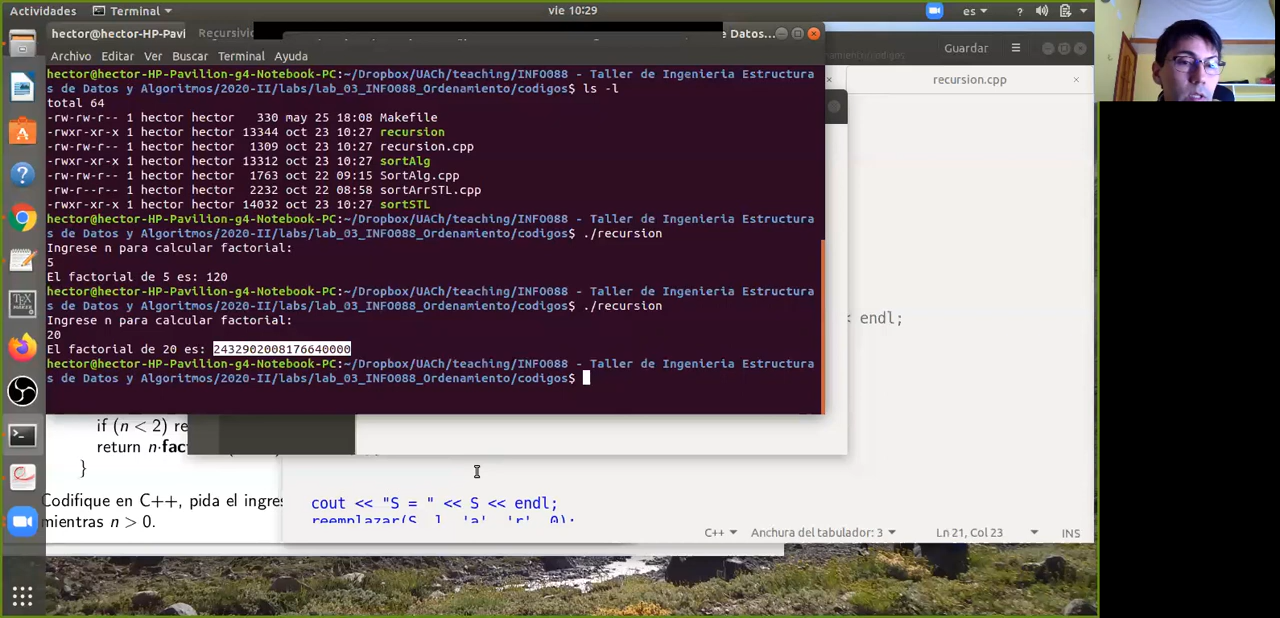 Actividades
Terminal
vie 10:29
es
hector@hector-HP-Pavi
Recursivi
e Datos...
Archivo Editar Ver Buscar Terminal Ayuda
Guardar
recursion.cpp
hector@hector-HP-Pavilion-g4-Notebook-PC:~/Dropbox/UACh/teaching/INFO088 - Taller de Ingenieria Estructura
s de Datos y Algoritmos/2020-II/labs/lab_03_INFO088_Ordenamiento/codigos$ ls -l
total 64
-rw-rw-r-- 1 hector hector 330 may 25 18:08 Makefile
-rwxr-xr-x 1 hector hector 13344 oct 23 10:27 recursion
-rw-rw-r-- 1 hector hector 1309 oct 23 10:27 recursion.cpp
-rwxr-xr-x 1 hector hector 13312 oct 23 10:27 sortAlg
-rw-rw-r-- 1 hector hector 1763 oct 22 09:15 SortAlg.cpp
-rw-r--r-- 1 hector hector 2232 oct 22 08:58 sortArrSTL.cpp
-rwxr-xr-x 1 hector hector 14032 oct 23 10:27 sortSTL
hector@hector-HP-Pavilion-g4-Notebook-PC:~/Dropbox/UACh/teaching/INFO088 - Taller de Ingenieria Estructura
s de Datos y Algoritmos/2020-II/labs/lab_03_INFO088_Ordenamiento/codigos$ ./recursion
Ingrese n para calcular factorial:
5
El factorial de 5 es: 120
hector@hector-HP-Pavilion-g4-Notebook-PC:~/Dropbox/UACh/teaching/INFO088 - Taller de Ingenieria Estructura
s de Datos y Algoritmos/2020-II/labs/lab_03_INFO088_Ordenamiento/codigos$ ./recursion
Ingrese n para calcular factorial:
20
El factorial de 20 es: 2432902008176640000
hector@hector-HP-Pavilion-g4-Notebook-PC:~/Dropbox/UACh/teaching/INFO088 - Taller de Ingenieria Estructura
s de Datos y Algoritmos/2020-II/labs/lab_03_INFO088_Ordenamiento/codigos$
< endl;
if (n < 2) re
return n·fac
}
Codifique en C++, pida el ingres
mientras n > 0.
cout << "S = " << S << endl;
reemplazar(S, l, 'a', 'r', 0);
C++
Anchura del tabulador: 3
Ln 21, Col 23
INS